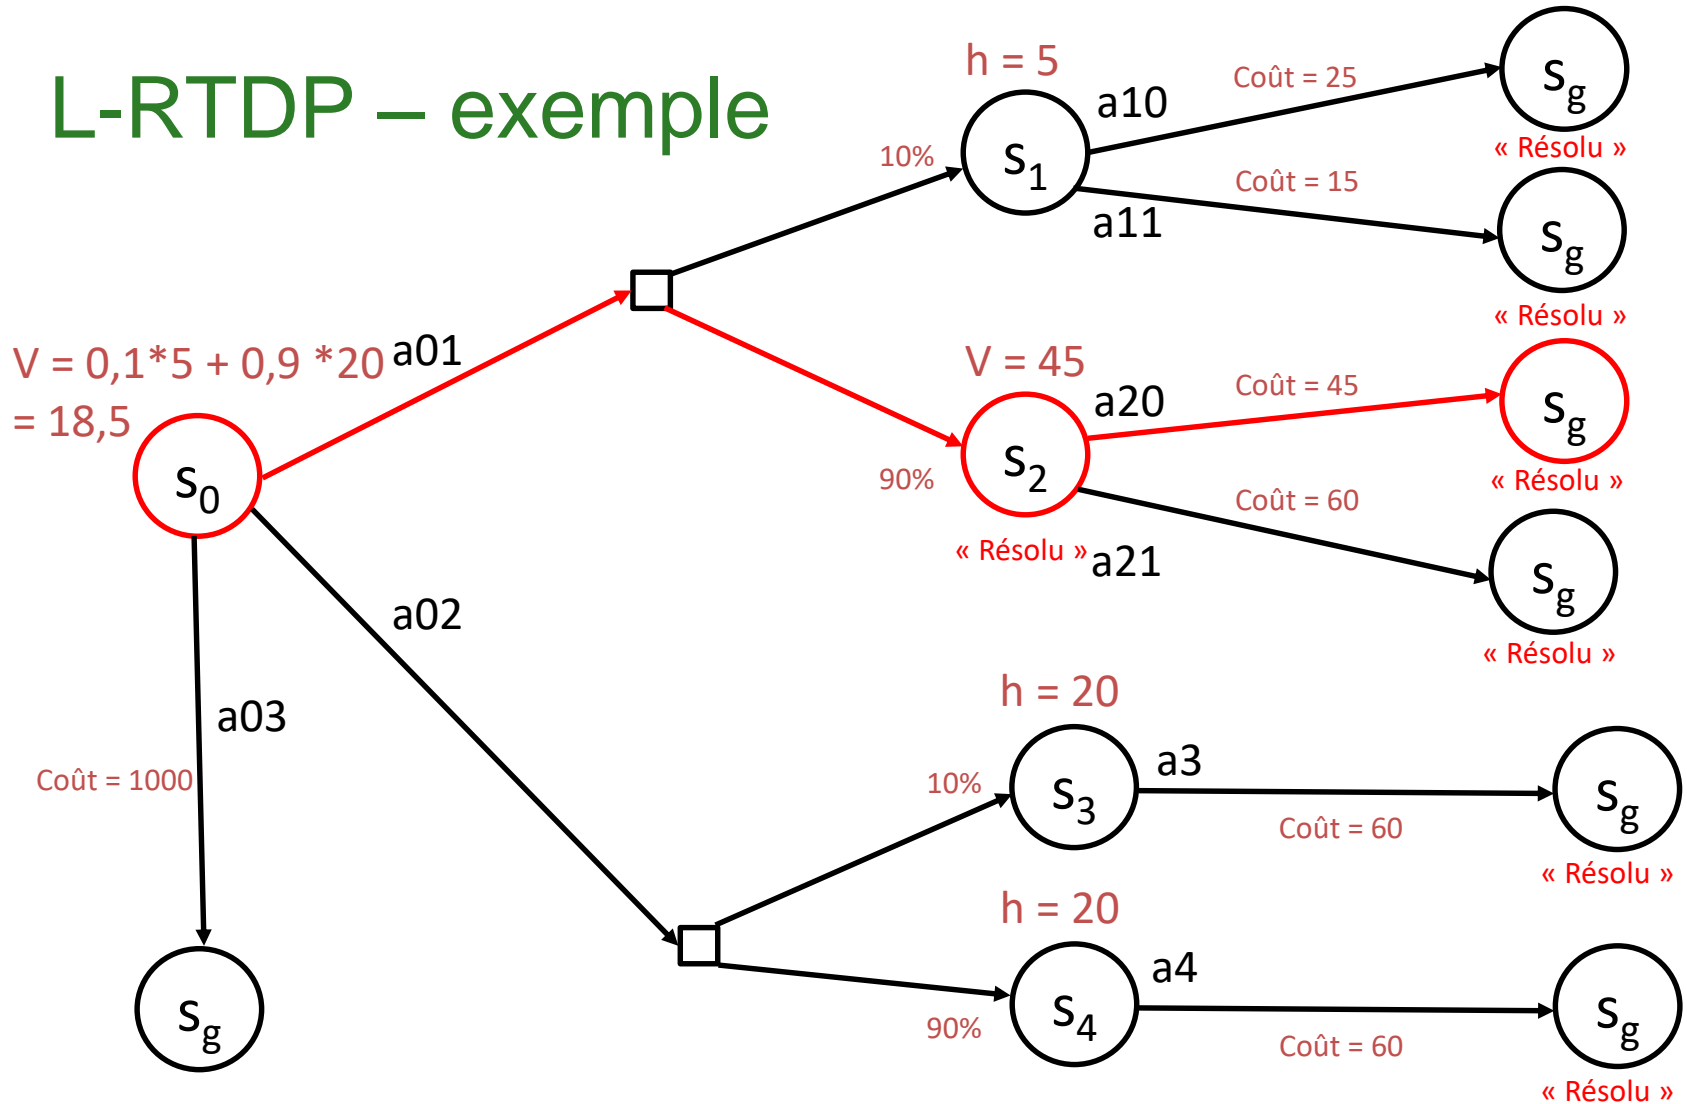 L-RTDP – exemple
h = 5
a10
Coût = 25
s1
sg
« Résolu »
10%
a11
Coût = 15
sg
« Résolu »
V = 0,1*5 + 0,9 *20
= 18,5
a01
s0
V = 45
a20
Coût = 45
s2
sg
« Résolu »
90%
« Résolu »
a21
Coût = 60
sg
« Résolu »
a02
a03
Coût = 1000
sg
h = 20
10%
s3
a3
Coût = 60
sg
« Résolu »
h = 20
90%
s4
a4
Coût = 60
sg
« Résolu »